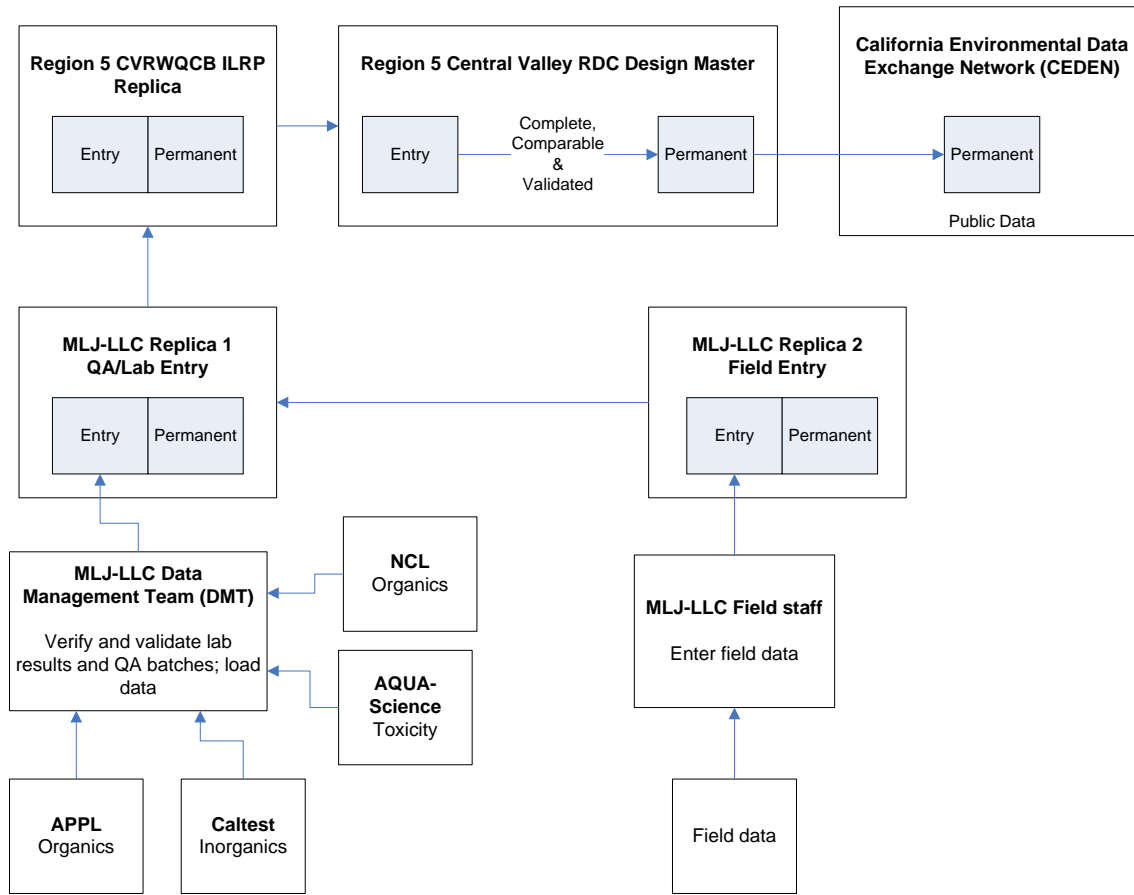 Region 5 CVRWQCB ILRP
Replica
Entry
Permanent
Region 5 Central Valley RDC Design Master
Entry
Complete,
Comparable
&
Validated
Permanent
California Environmental Data
Exchange Network (CEDEN)
Permanent
Public Data
MLJ-LLC Replica 1
QA/Lab Entry
Entry
Permanent
MLJ-LLC Replica 2
Field Entry
Entry
Permanent
MLJ-LLC Data
Management Team (DMT)
Verify and validate lab
results and QA batches; load
data
NCL
Organics
AQUA-
Science
Toxicity
MLJ-LLC Field staff
Enter field data
APPL
Organics
Caltest
Inorganics
Field data